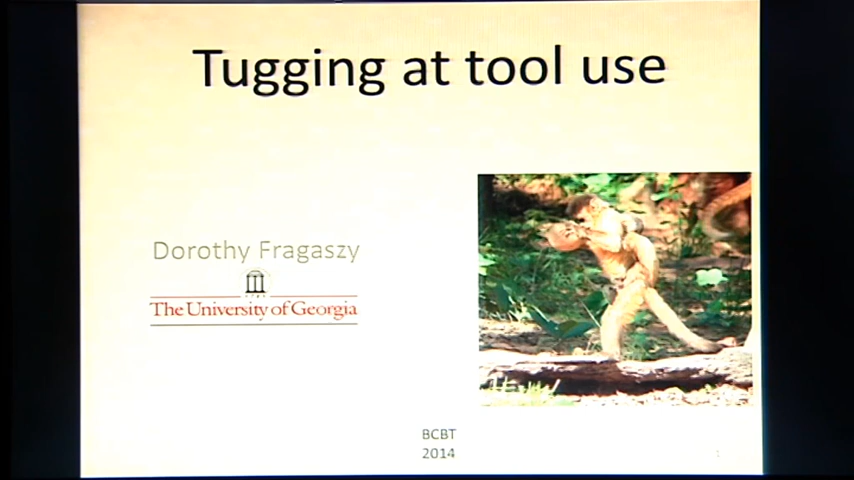 Tugging at tool use
Dorothy Fragaszy
The University of Georgia
BCBT
2014